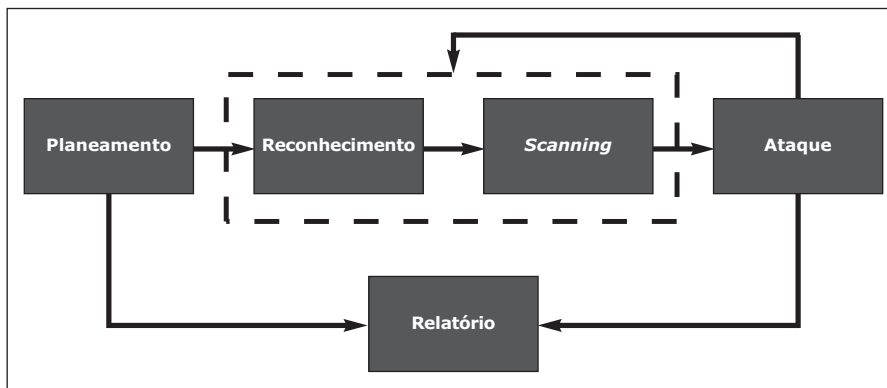 Planeamento
Reconhecimento
Scanning
Ataque
Relatório